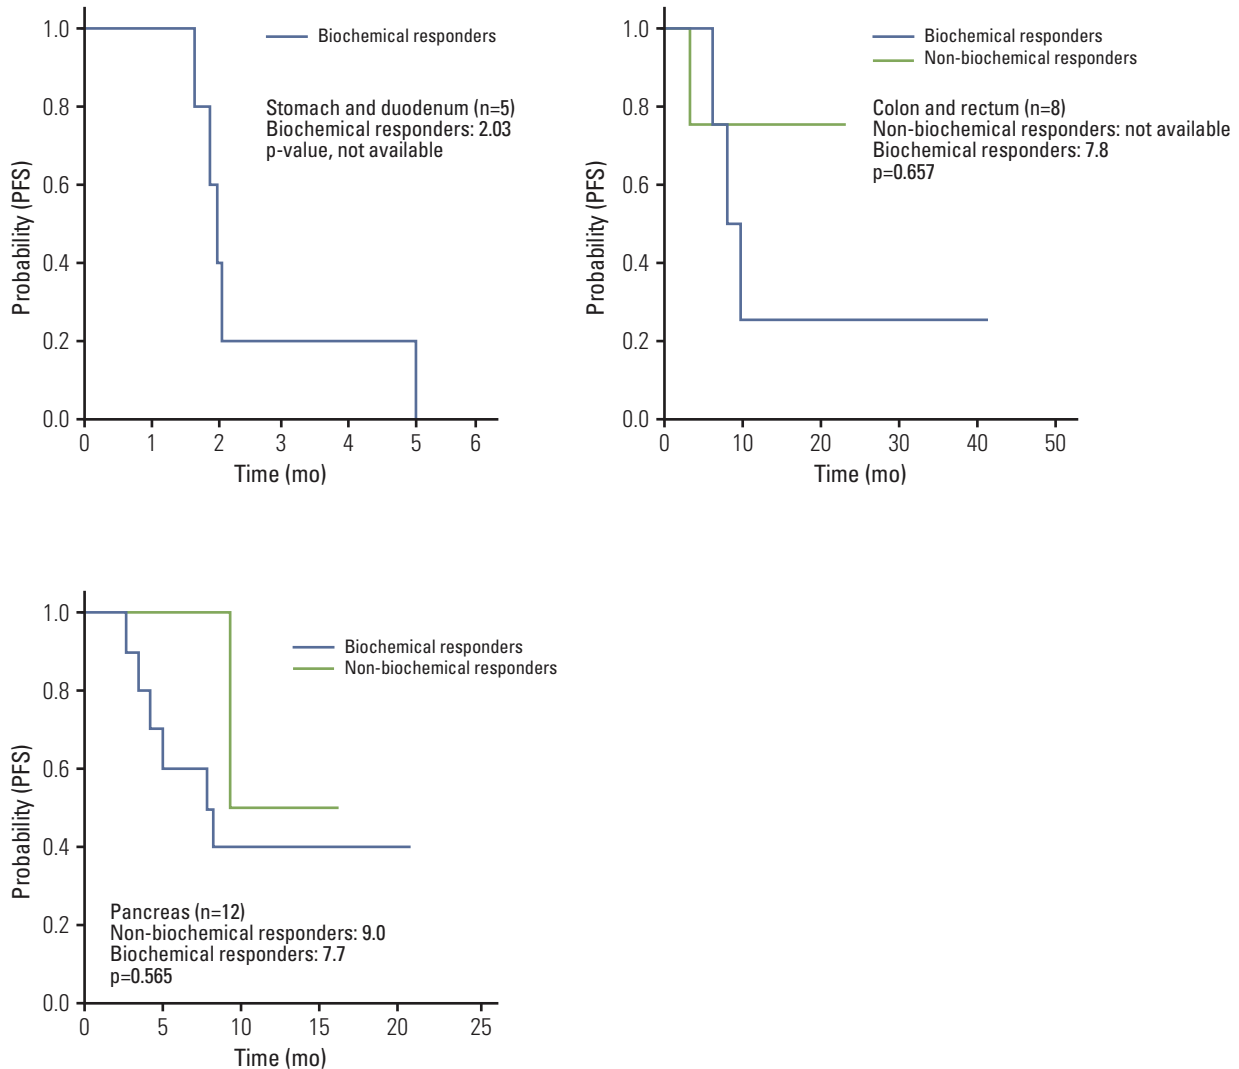 Biochemical responders
Stomach and duodenum (n=5)
Biochemical responders: 2.03
p-value, not available
Probability (PFS)
1.0
0.8
0.6
0.4
0.2
0.0
0 1 2 3 4 5 6
Time (mo)
Biochemical responders
Non-biochemical responders
Colon and rectum (n=8)
Non-biochemical responders: not available
Biochemical responders: 7.8
p=0.657
Probability (PFS)
1.0
0.8
0.6
0.4
0.2
0.0
0 10 20 30 40 50
Time (mo)
Biochemical responders
Non-biochemical responders
Probability (PFS)
1.0
0.8
0.6
0.4
0.2
0.0
Pancreas (n=12)
Non-biochemical responders: 9.0
Biochemical responders: 7.7
p=0.565
0 5 10 15 20 25
Time (mo)